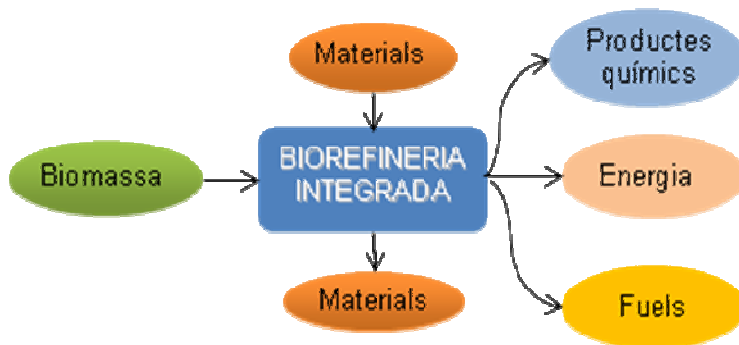 Materials
Productes
químics
Biomassa
BIOREFINERIA
INTEGRADA
Energia
Materials
Fuels